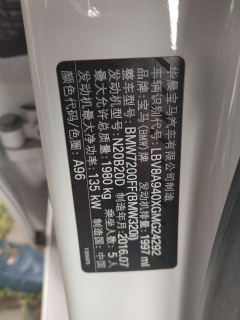 华晨宝马汽车有限公司制造
车辆识别代号: LBV8A9400GMG24292
品牌: 宝马(BMW)牌 发动机排量: 1997 ml
整车型号: BMW7200FF(BMW320i)
发动机型号: N20B20D 制造年月: 2016.07
最大允许总质量: 1980 kg 乘坐人数: 5 人
发动机最大净功率: 135 kW 制造国: 中国
颜色代码/色圈: A96